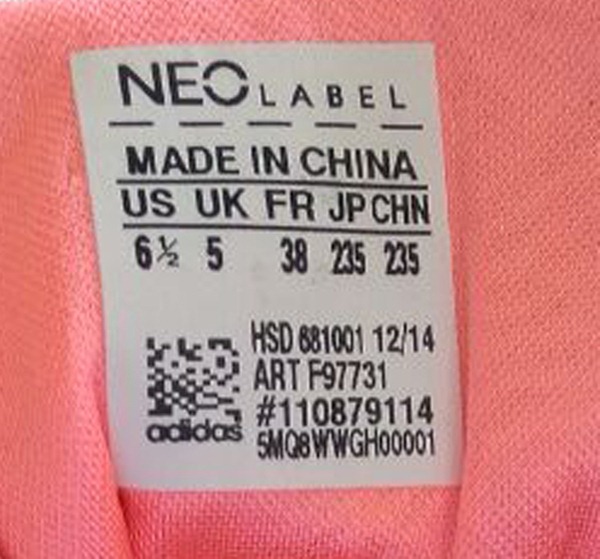 NEO LABEL
MADE IN CHINA
US UK FR JP CHN
6½ 5 38 235 235
HSD 681001 12/14
ART F97731
#110879114
adidas
5MQ8WWGH00001